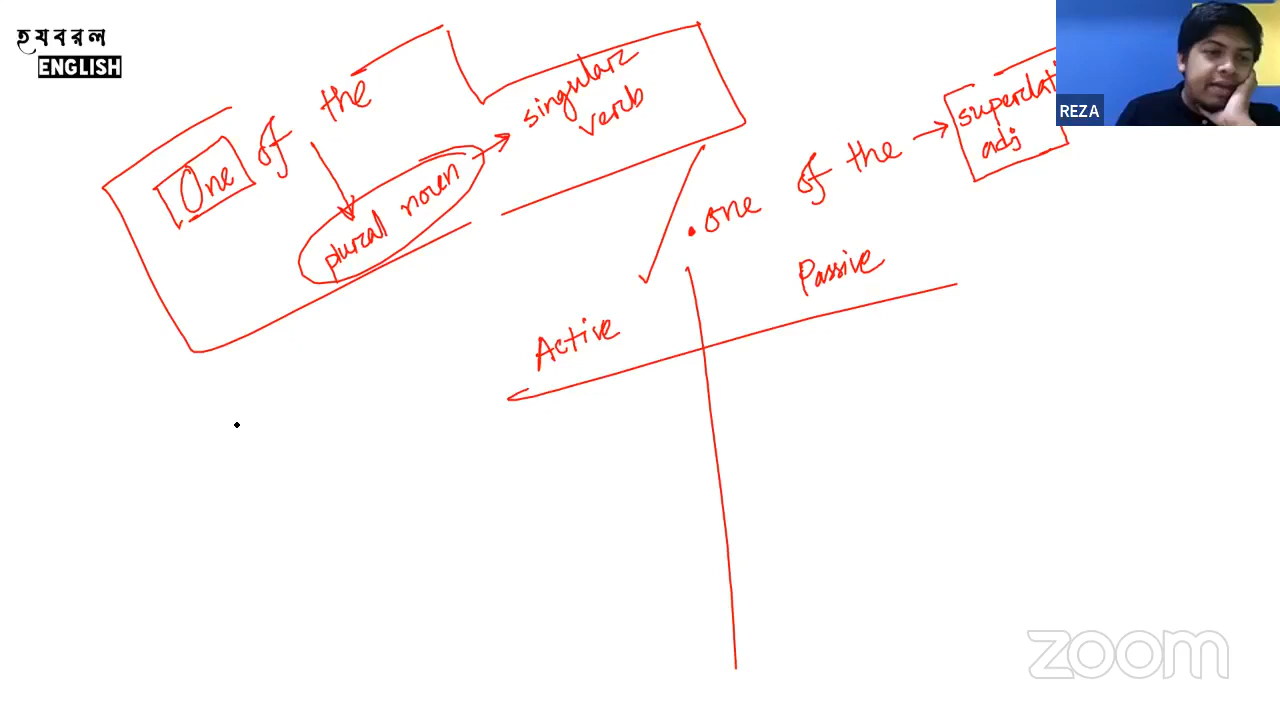 হযবরল
ENGLISH
One of the
plural noun
singular
verb
one of the
superlati
adj
REZA
Active
Passive
zoom